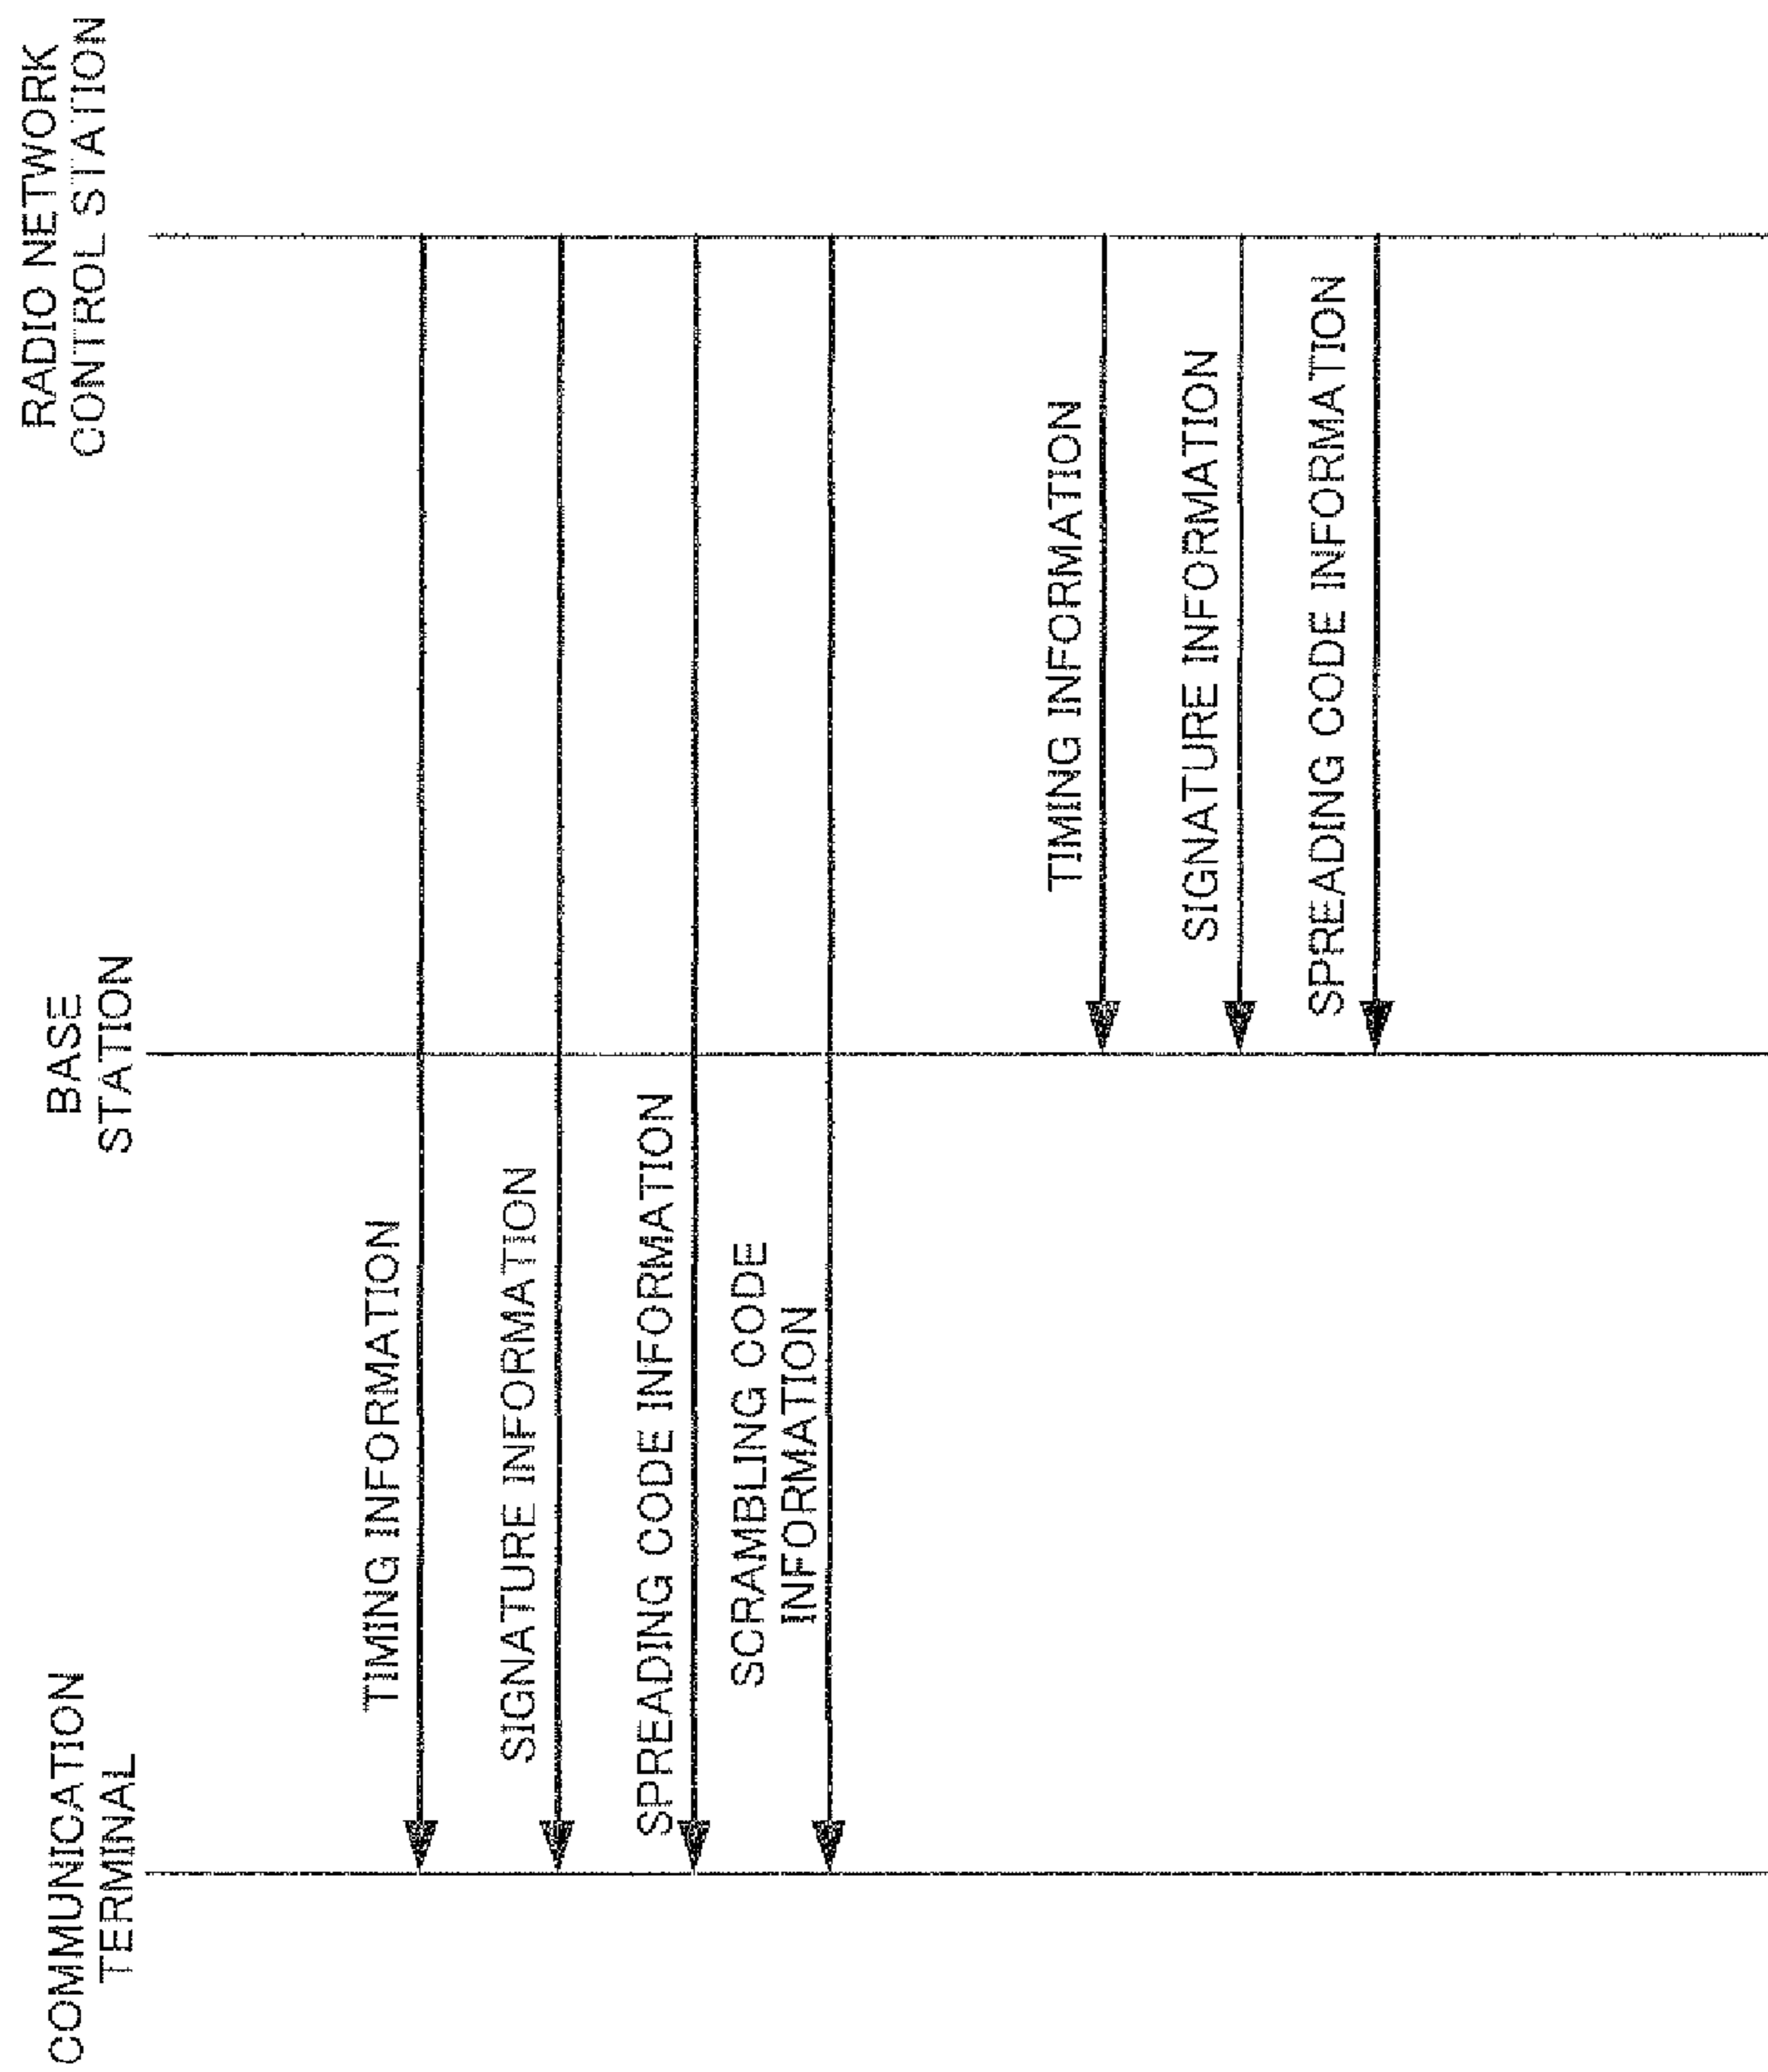 COMMUNICATION
TERMINAL
BASE
STATION
RADIO NETWORK
CONTROL STATION
TIMING INFORMATION
SIGNATURE INFORMATION
SPREADING CODE INFORMATION
SCRAMBLING CODE
INFORMATION
TIMING INFORMATION
SIGNATURE INFORMATION
SPREADING CODE INFORMATION